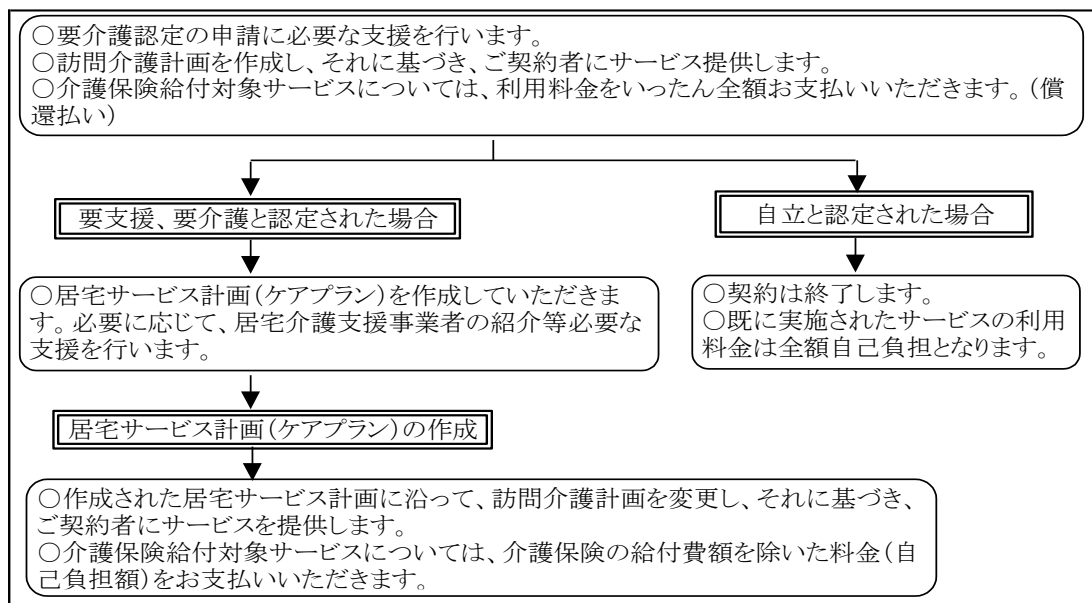 ○要介護認定の申請に必要な支援を行います。
○訪問介護計画を作成し、それに基づき、ご契約者にサービス提供します。
○介護保険給付対象サービスについては、利用料金をいったん全額お支払いいただきます。(償
還払い)
要支援、要介護と認定された場合
自立と認定された場合
○居宅サービス計画(ケアプラン)を作成していただきま
す。必要に応じて、居宅介護支援事業者の紹介等必要な
支援を行います。
○契約は終了します。
○既に実施されたサービスの利用
料金は全額自己負担となります。
居宅サービス計画(ケアプラン)の作成
○作成された居宅サービス計画に沿って、訪問介護計画を変更し、それに基づき、
ご契約者にサービスを提供します。
○介護保険給付対象サービスについては、介護保険の給付費額を除いた料金(自
己負担額)をお支払いいただきます。